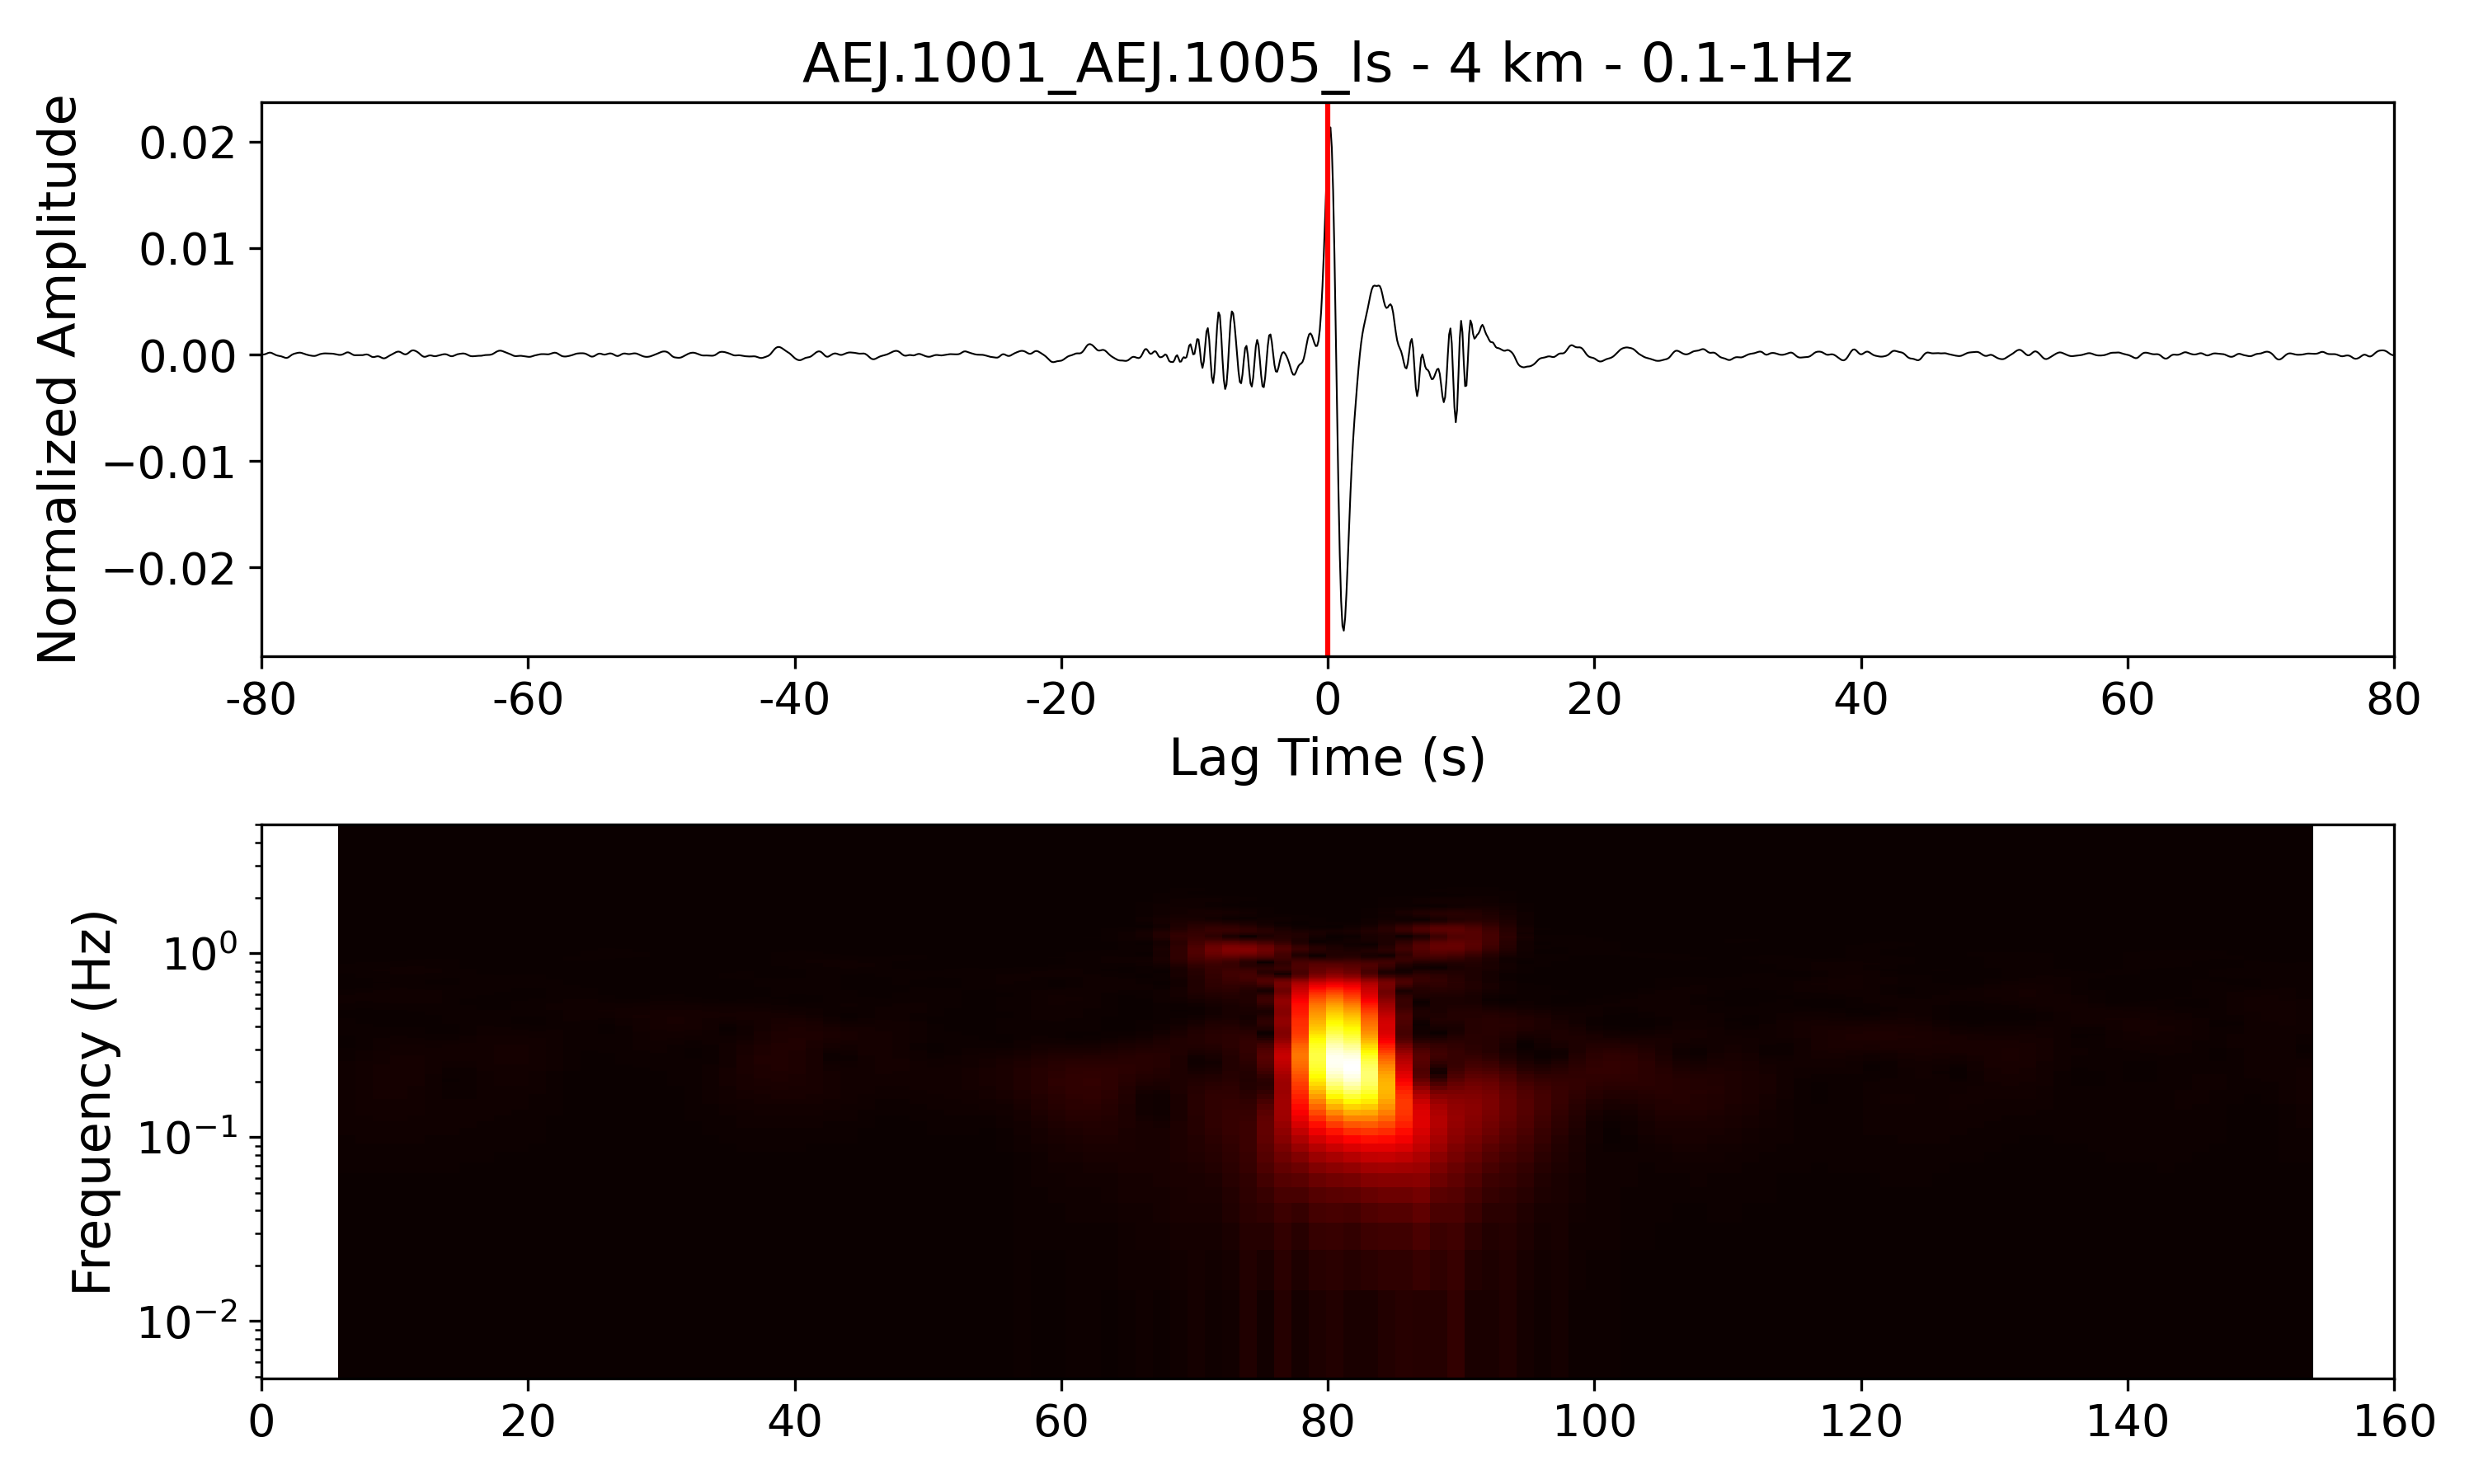 AEJ.1001_AEJ.1005_ls - 4 km - 0.1-1Hz
Normalized Amplitude
0.02
0.01
0.00
−0.01
−0.02
-80 -60 -40 -20 0 20 40 60 80
Lag Time (s)
Frequency (Hz)
10⁰
10⁻¹
10⁻²
0 20 40 60 80 100 120 140 160